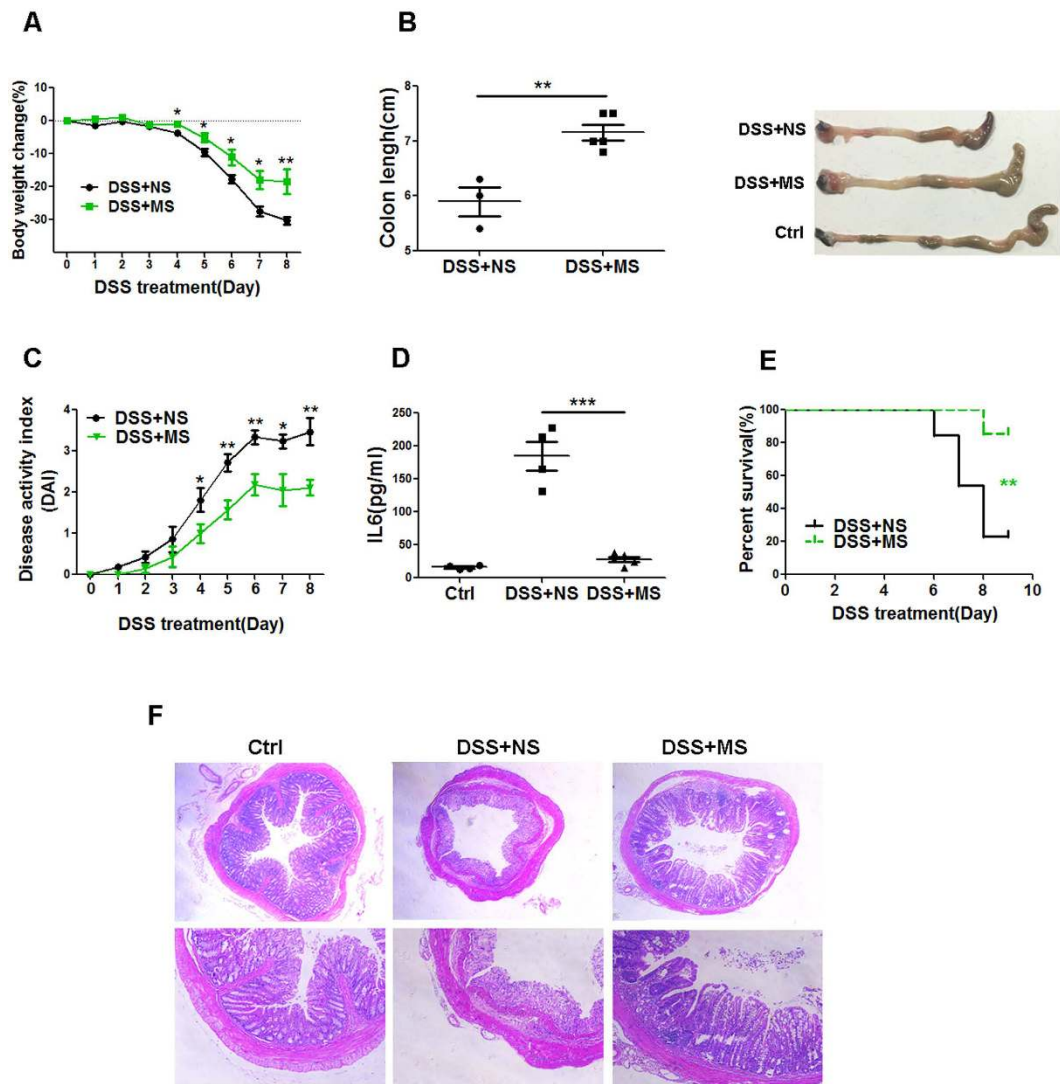 A
Body weight change(%)
10
0
-10
-20
-30
* * * * **
DSS+NS
DSS+MS
0 1 2 3 4 5 6 7 8
DSS treatment(Day)
B
Colon lengh(cm)
8
7
6
5
**
DSS+NS DSS+MS
DSS+NS
DSS+MS
Ctrl
C
Disease activity index
(DAI)
4
3
2
1
0
DSS+NS
DSS+MS
* ** ** * **
0 1 2 3 4 5 6 7 8
DSS treatment(Day)
D
IL6(pg/ml)
250
200
150
100
50
0
***
Ctrl DSS+NS DSS+MS
E
Percent survival(%)
100
80
60
40
20
0
**
DSS+NS
DSS+MS
0 2 4 6 8 10
DSS treatment(Day)
F
Ctrl DSS+NS DSS+MS